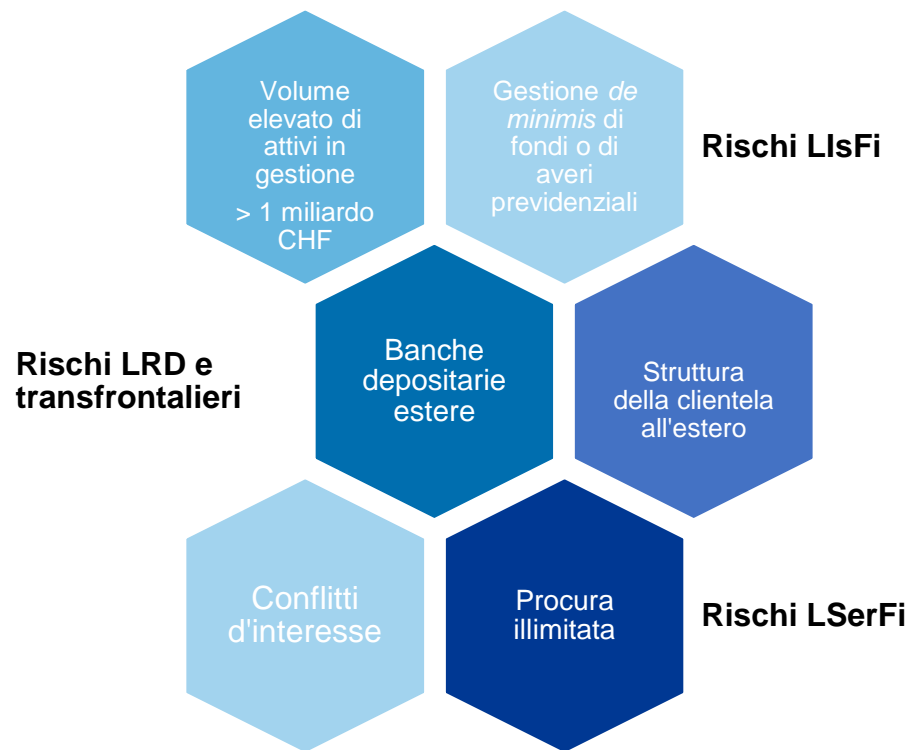 Volume
elevato di
attivi in
gestione
> 1 miliardo
CHF
Gestione de
minimis di
fondi o di
averi
previdenziali
Rischi LIsFi
Rischi LRD e
transfrontalieri
Banche
depositarie
estere
Struttura
della clientela
all'estero
Conflitti
d'interesse
Procura
illimitata
Rischi LSerFi